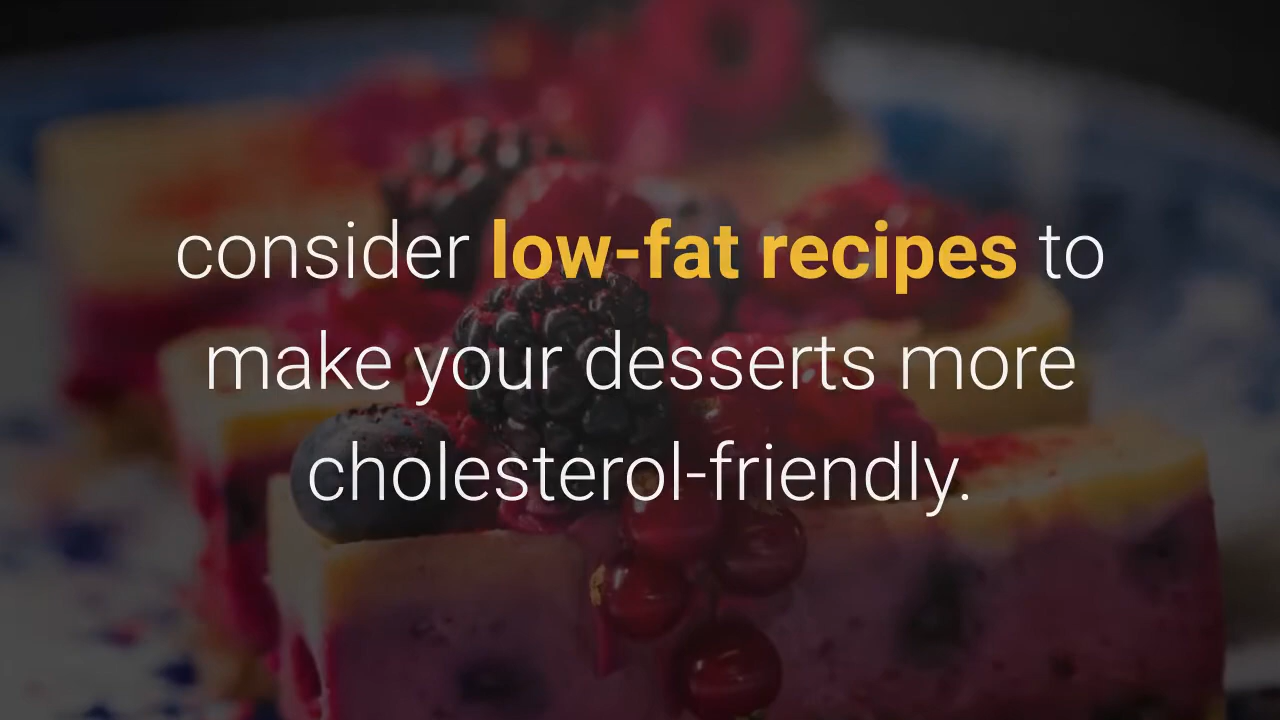 consider low-fat recipes to
make your desserts more
cholesterol-friendly.